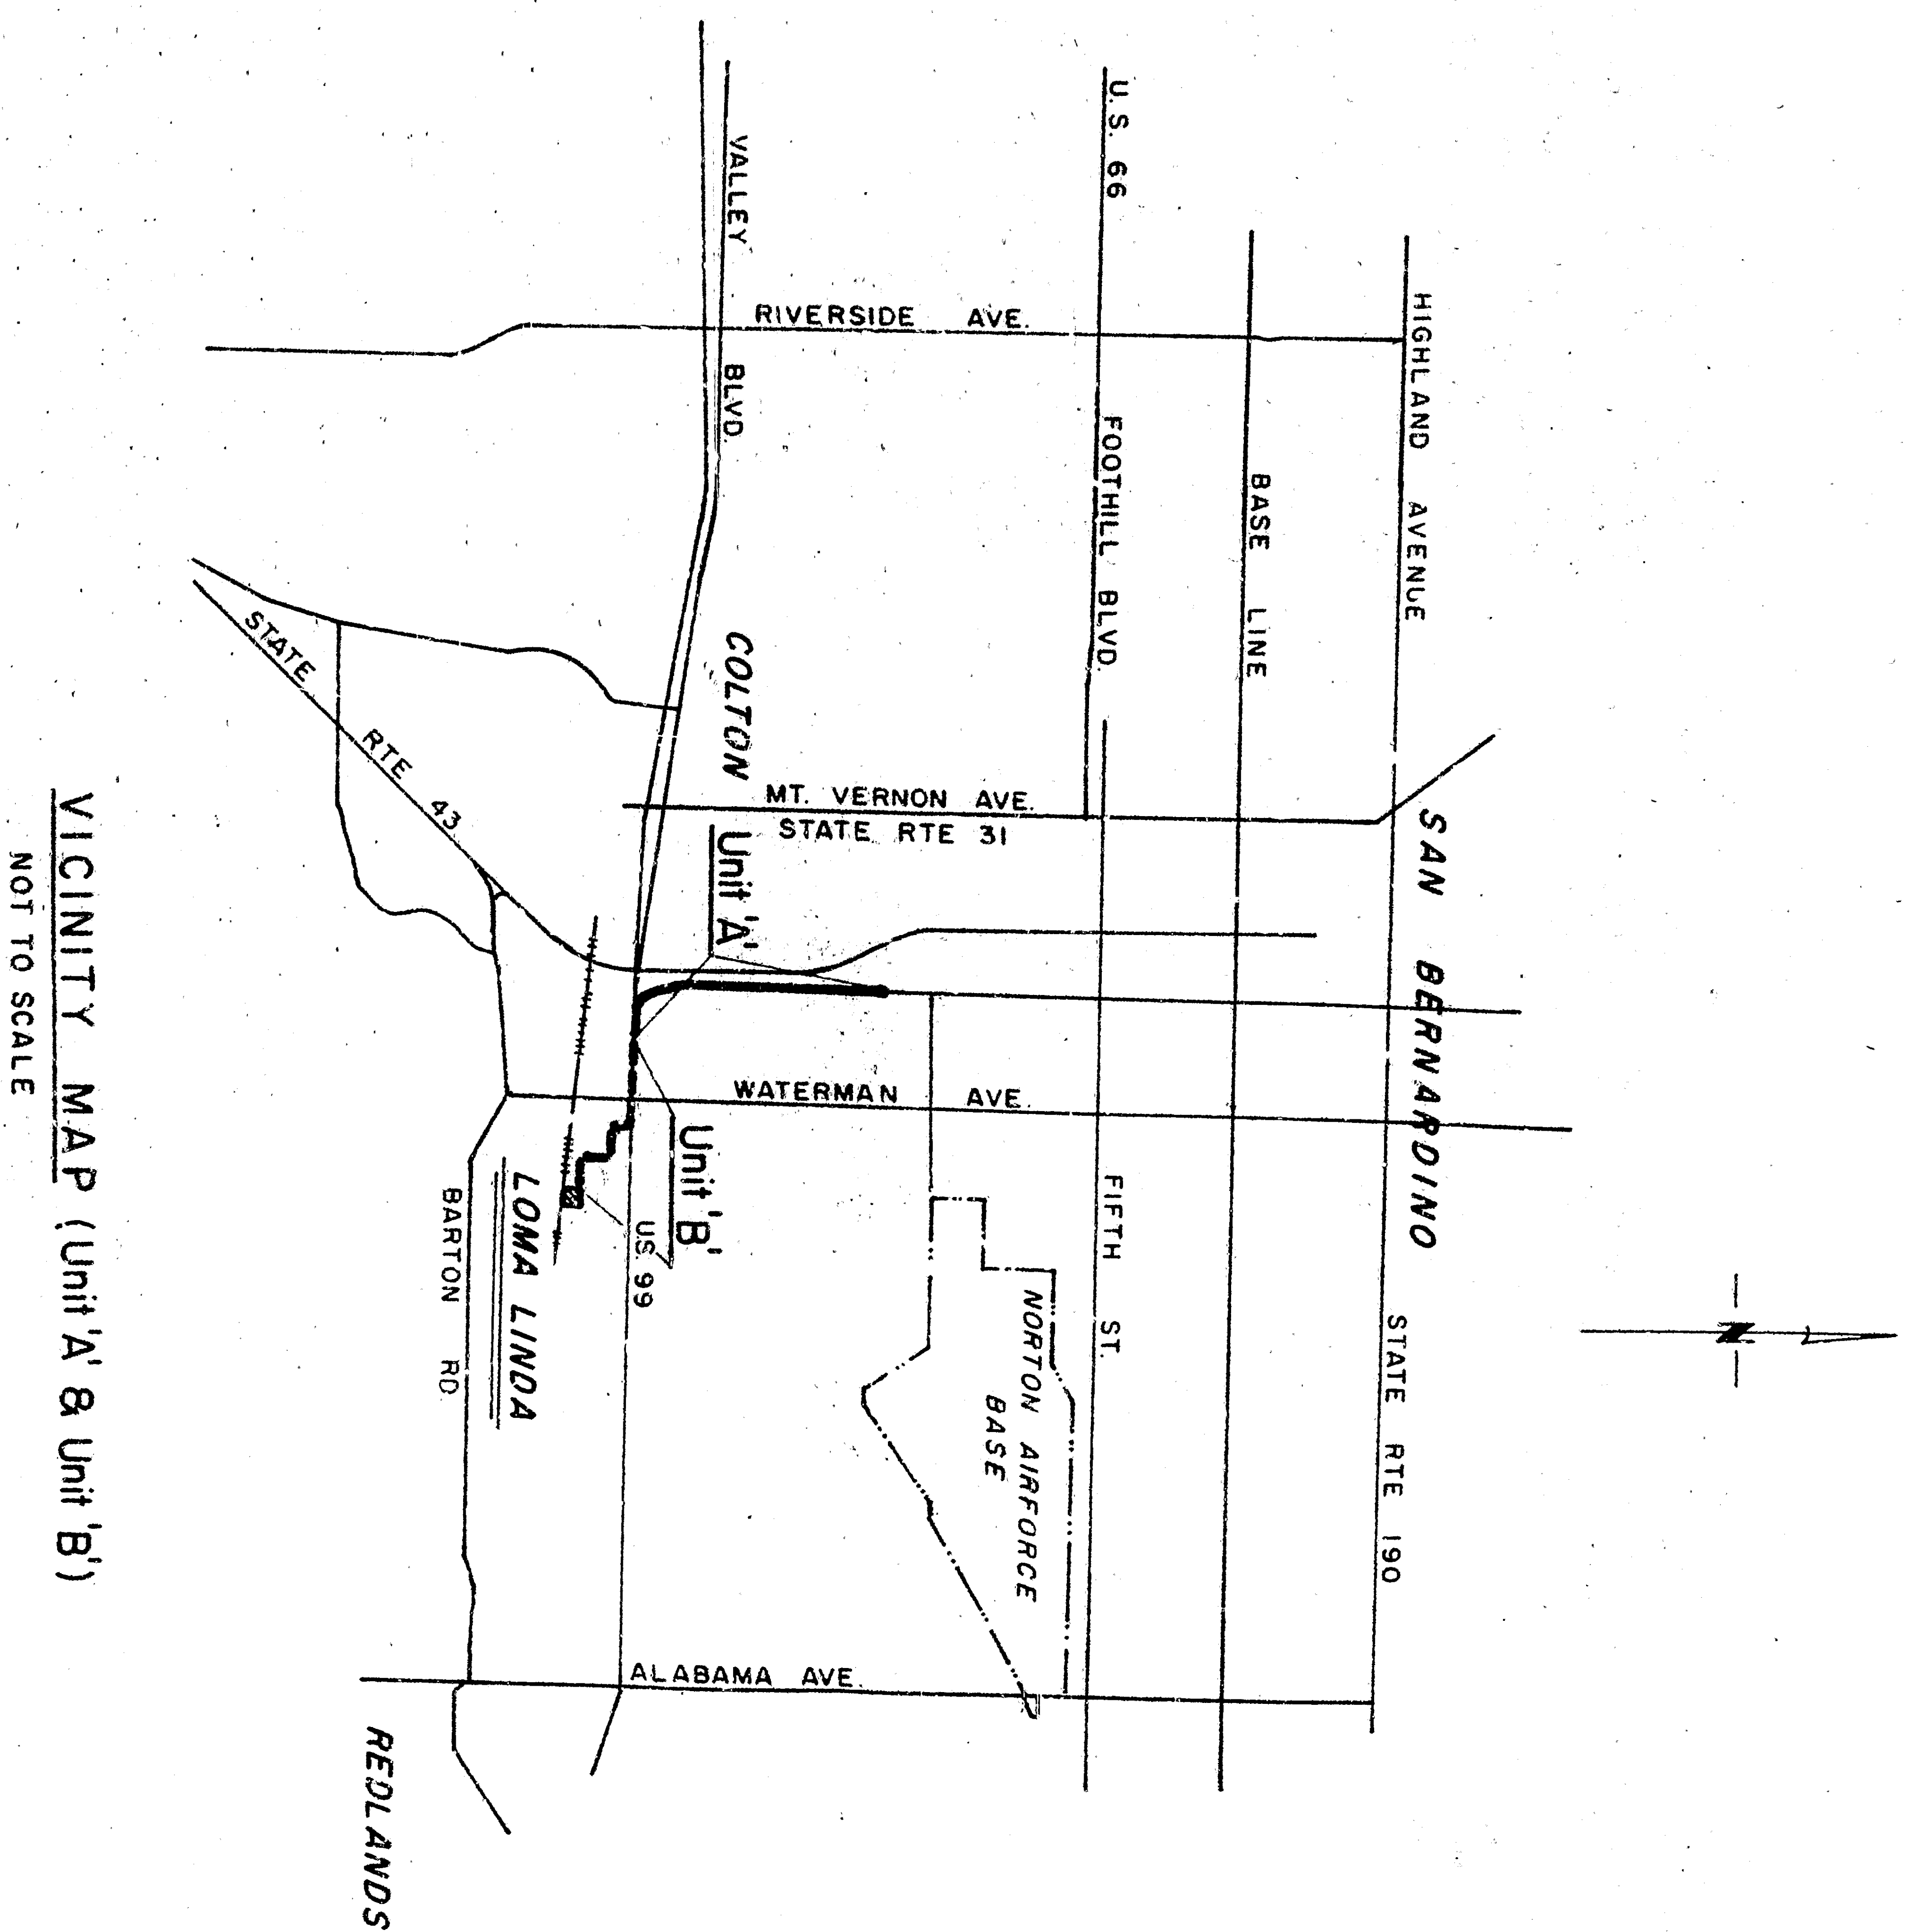 HIGHLAND AVENUE
STATE RTE 190
SAN BERNARDINO
BASE LINE
U.S. 66
FOOTHILL BLVD.
FIFTH ST.
NORTON AIRFORCE
BASE
RIVERSIDE AVE.
MT. VERNON AVE.
STATE RTE 31
WATERMAN AVE.
ALABAMA AVE.
VALLEY BLVD.
COLTON
Unit 'A'
Unit 'B'
U.S. 99
LOMA LINDA
BARTON RD.
STATE RTE 43
REDLANDS
VICINITY MAP (Unit 'A' & Unit 'B')
NOT TO SCALE
N